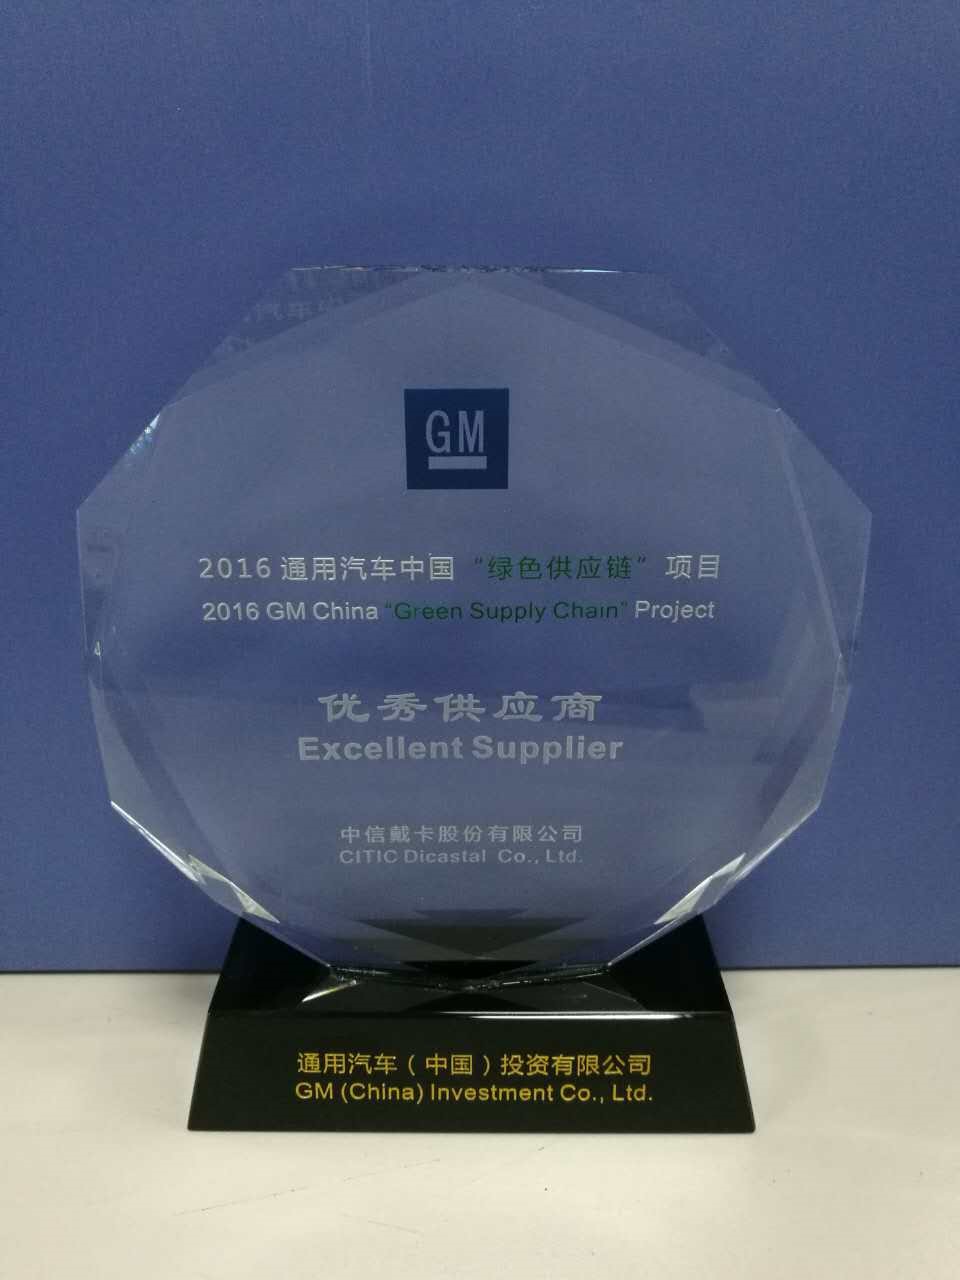 GM
2016 通用汽车中国 “绿色供应链” 项目
2016 GM China “Green Supply Chain” Project
优秀供应商
Excellent Supplier
中信戴卡股份有限公司
CITIC Dicastal Co., Ltd.
通用汽车（中国）投资有限公司
GM (China) Investment Co., Ltd.